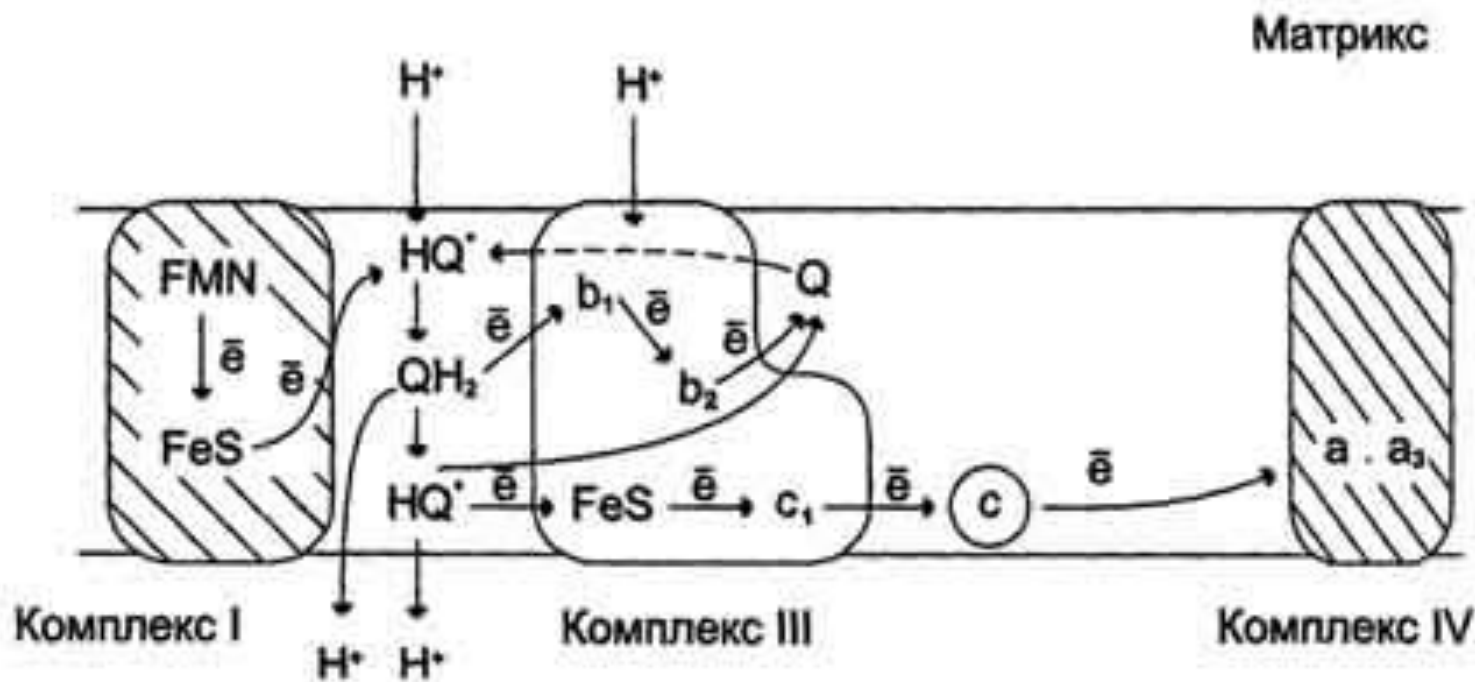 Матрикс
H⁺ H⁺
HQ˙ Q
FMN b₁ ē
ē ē
ē ē QH₂ b₂
FeS a . a₃
HQ˙ ē FeS ē c₁ ē c ē
Комплекс I Комплекс III Комплекс IV
H⁺ H⁺